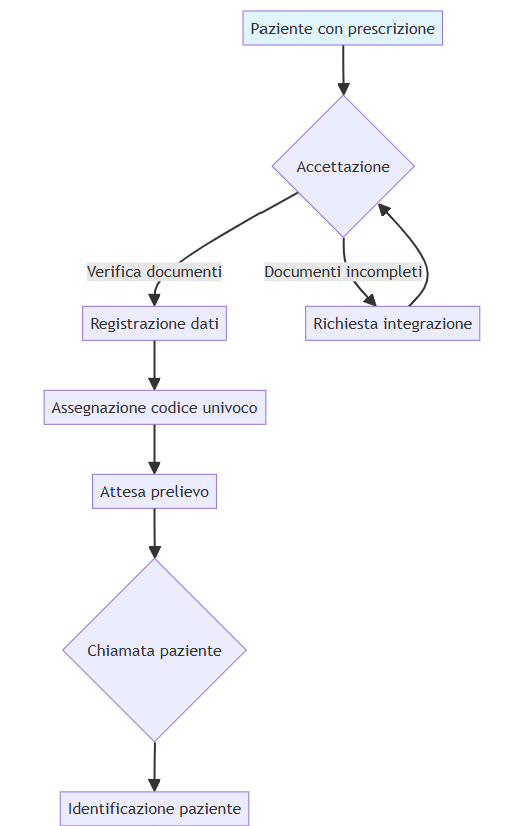 Paziente con prescrizione
Accettazione
Verifica documenti
Documenti incompleti
Registrazione dati
Richiesta integrazione
Assegnazione codice univoco
Attesa prelievo
Chiamata paziente
Identificazione paziente